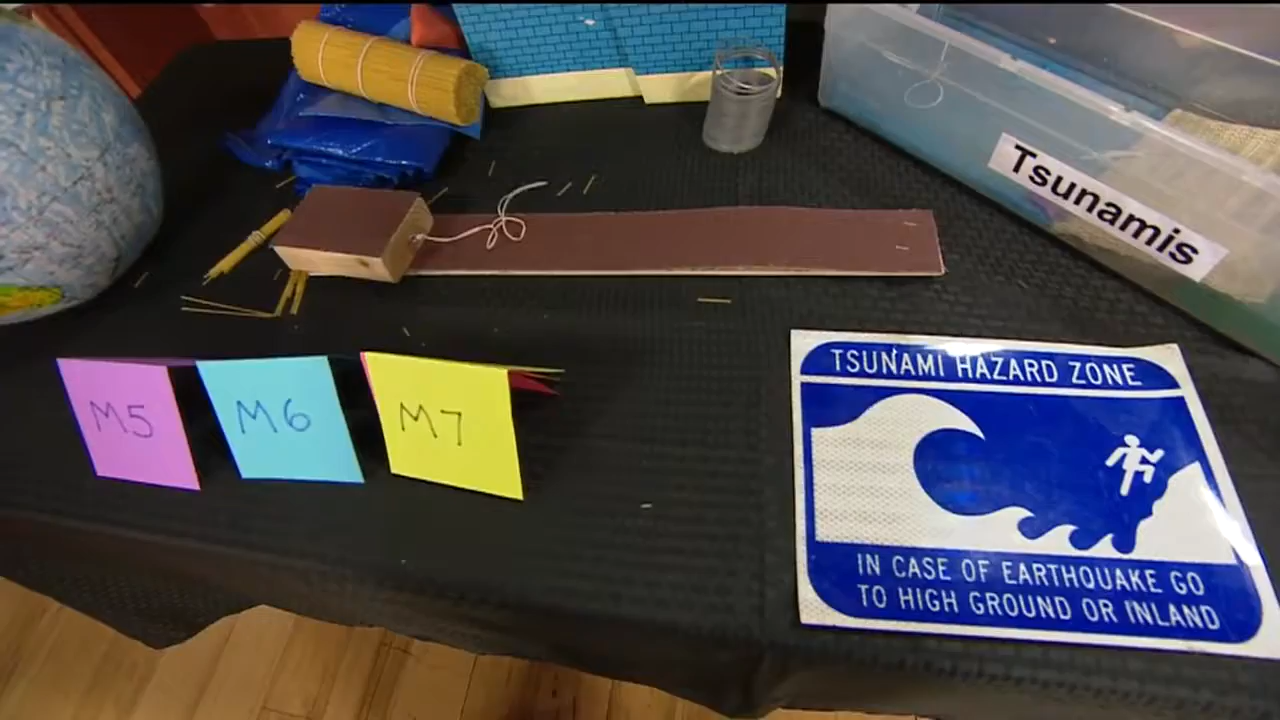 Tsunamis
M5
M6
M7
TSUNAMI HAZARD ZONE
IN CASE OF EARTHQUAKE GO
TO HIGH GROUND OR INLAND